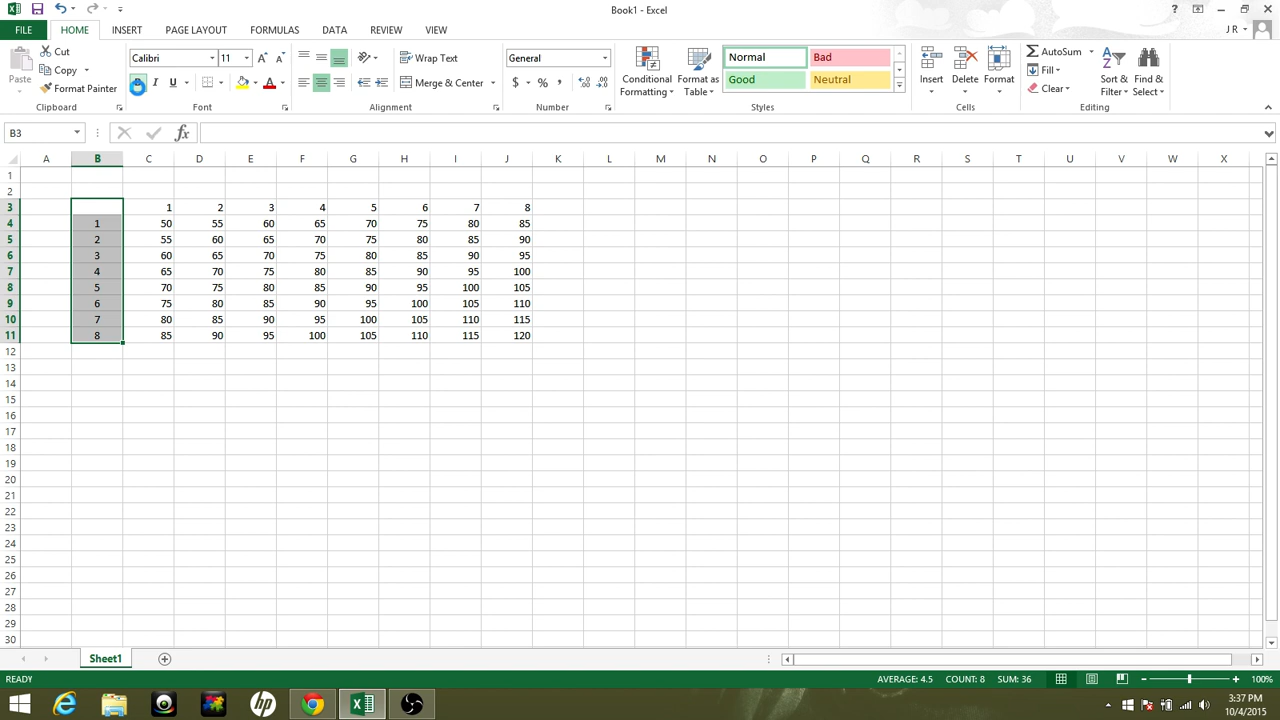 Book1 - Excel
FILE HOME INSERT PAGE LAYOUT FORMULAS DATA REVIEW VIEW J R
Paste
Cut
Copy
Format Painter
Clipboard
Calibri 11
B I U
Font
Wrap Text
Merge & Center
Alignment
General
$ % ,
Number
Conditional Formatting
Format as Table
Normal Bad
Good Neutral
Styles
Insert Delete Format
Cells
AutoSum
Fill
Clear
Sort & Filter
Find & Select
Editing
B3 fx
A B C D E F G H I J K L M N O P Q R S T U V W X
1
2
3 1 2 3 4 5 6 7 8
4 1 50 55 60 65 70 75 80 85
5 2 55 60 65 70 75 80 85 90
6 3 60 65 70 75 80 85 90 95
7 4 65 70 75 80 85 90 95 100
8 5 70 75 80 85 90 95 100 105
9 6 75 80 85 90 95 100 105 110
10 7 80 85 90 95 100 105 110 115
11 8 85 90 95 100 105 110 115 120
12
13
14
15
16
17
18
19
20
21
22
23
24
25
26
27
28
29
30
Sheet1
READY AVERAGE: 4.5 COUNT: 8 SUM: 36 100%
3:37 PM
10/4/2015